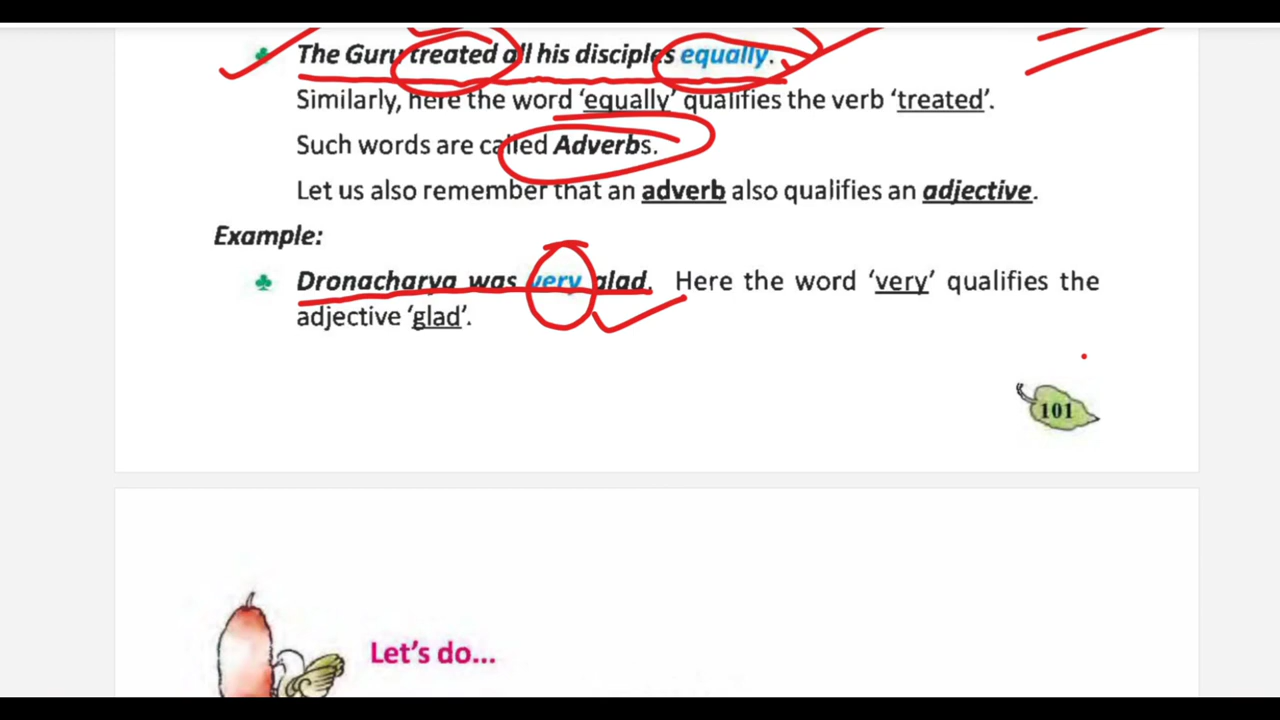 The Guru treated all his disciples equally.
Similarly, here the word ‘equally’ qualifies the verb ‘treated’.
Such words are called Adverbs.
Let us also remember that an adverb also qualifies an adjective.
Example:
Dronacharya was very glad. Here the word ‘very’ qualifies the
adjective ‘glad’.
101
Let’s do...